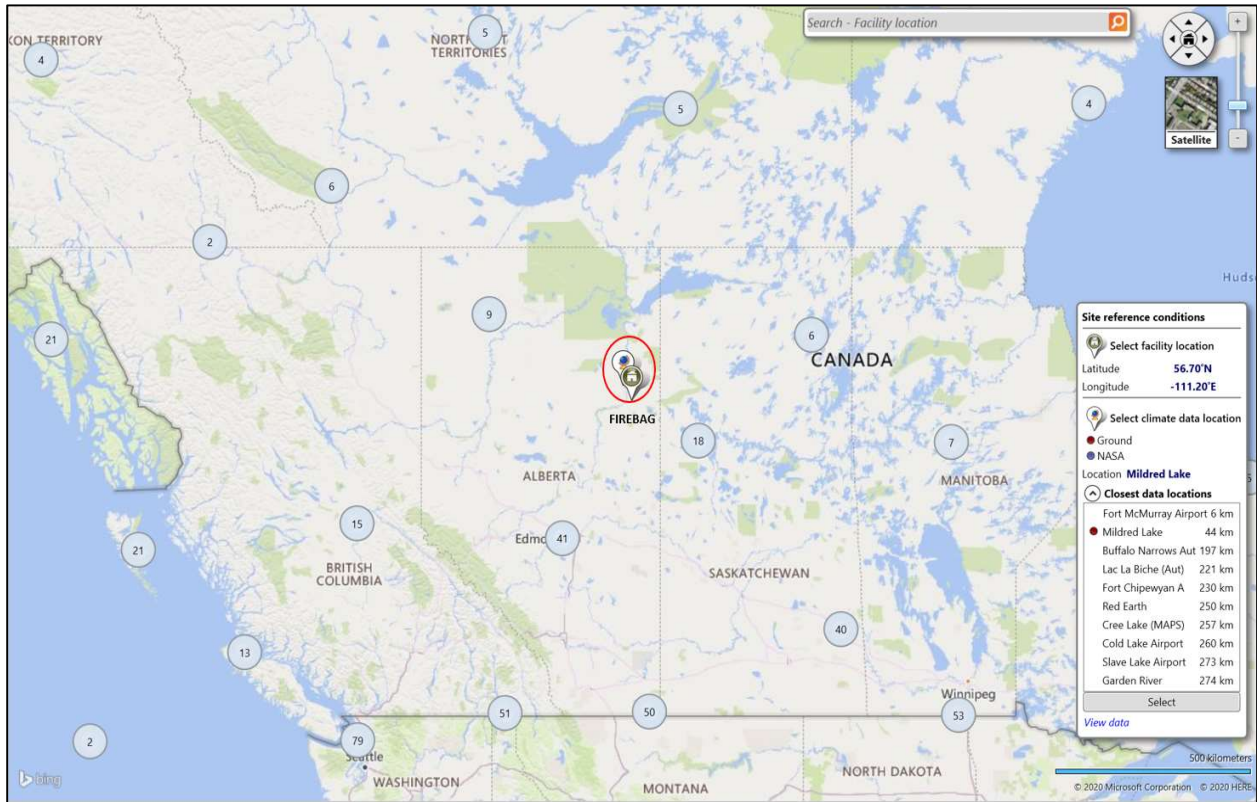 Search - Facility location
KON TERRITORY
4
5
NORTH ST
TERRITORIES
5
4
Satellite
6
2
9
6
21
CANADA
FIREBAG
18
7
ALBERTA
MANITOBA
15
Edmo
41
21
BRITISH
COLUMBIA
SASKATCHEWAN
40
13
Winnipeg
51
50
53
2
79
Seattle
WASHINGTON
MONTANA
NORTH DAKOTA
Huds
Site reference conditions
Select facility location
Latitude 56.70˚N
Longitude -111.20˚E
Select climate data location
Ground
NASA
Location Mildred Lake
Closest data locations
Fort McMurray Airport 6 km
Mildred Lake 44 km
Buffalo Narrows Aut 197 km
Lac La Biche (Aut) 221 km
Fort Chipewyan A 230 km
Red Earth 250 km
Cree Lake (MAPS) 257 km
Cold Lake Airport 260 km
Slave Lake Airport 273 km
Garden River 274 km
Select
View data
500 kilometers
bing
© 2020 Microsoft Corporation © 2020 HERE